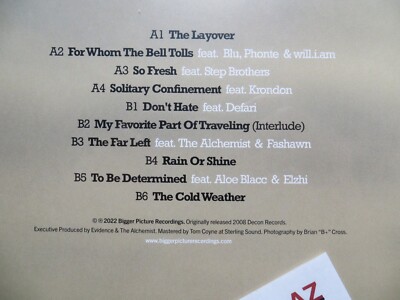 A1 The Layover
A2 For Whom The Bell Tolls feat. Blu, Phonte & will.i.am
A3 So Fresh feat. Step Brothers
A4 Solitary Confinement feat. Krondon
B1 Don't Hate feat. Defari
B2 My Favorite Part Of Traveling (Interlude)
B3 The Far Left feat. The Alchemist & Fashawn
B4 Rain Or Shine
B5 To Be Determined feat. Aloe Blacc & Elzhi
B6 The Cold Weather
© ℗ 2022 Bigger Picture Recordings. Originally released 2008 Decon Records.
Executive Produced by Evidence & The Alchemist. Mastered by Tom Coyne at Sterling Sound. Photography by Brian "B+" Cross.
www.biggerpicturerecordings.com
AZ